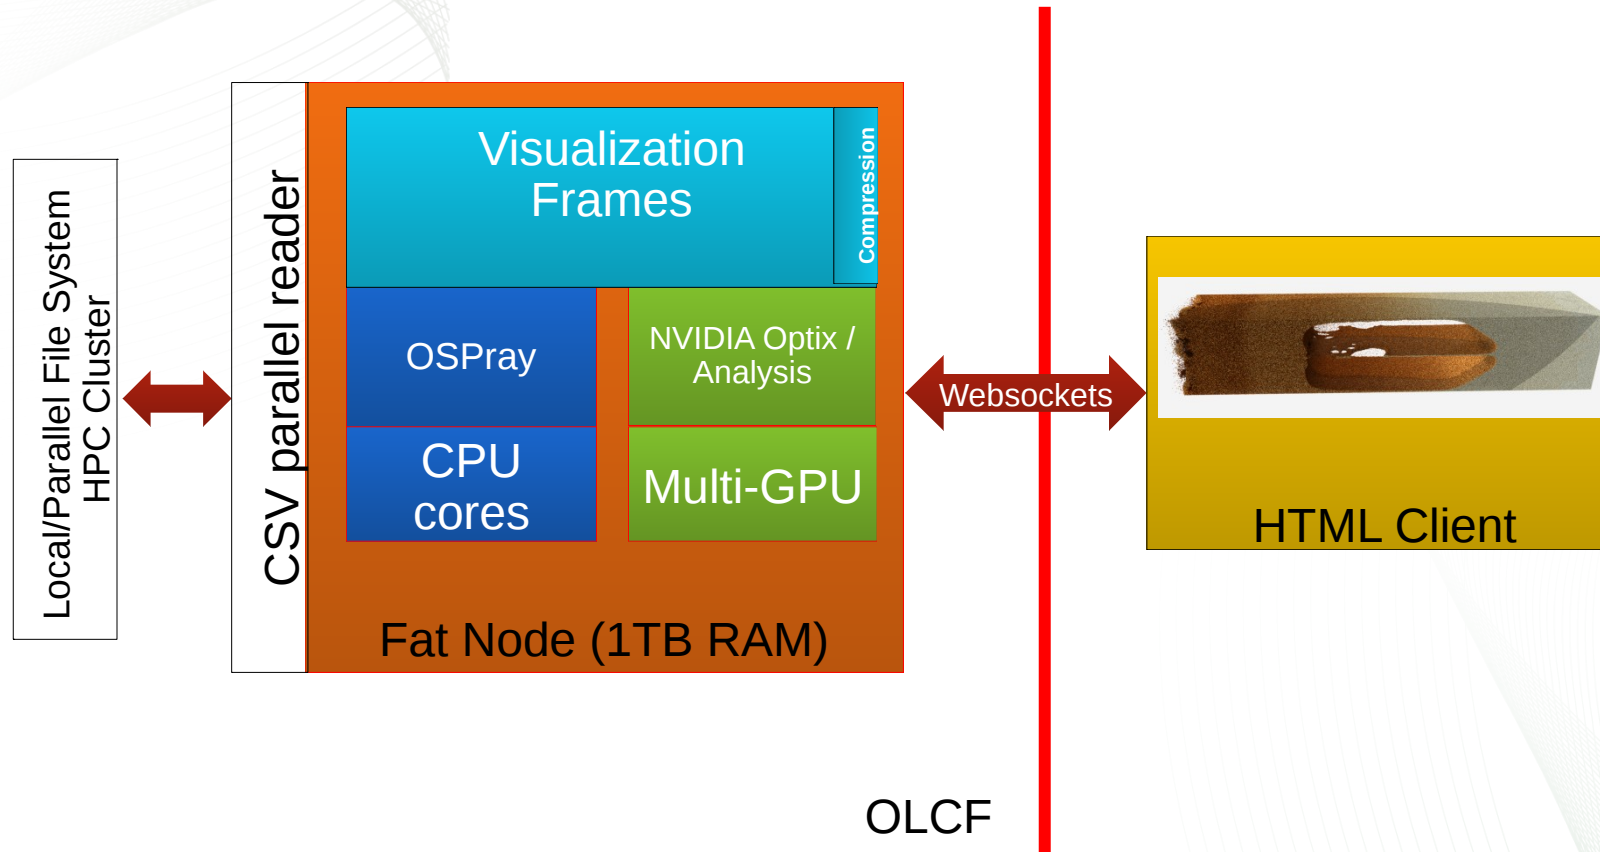 Local/Parallel File System
HPC Cluster
CSV parallel reader
Visualization
Frames
Compression
OSPray
NVIDIA Optix /
Analysis
CPU
cores
Multi-GPU
Fat Node (1TB RAM)
Websockets
HTML Client
OLCF